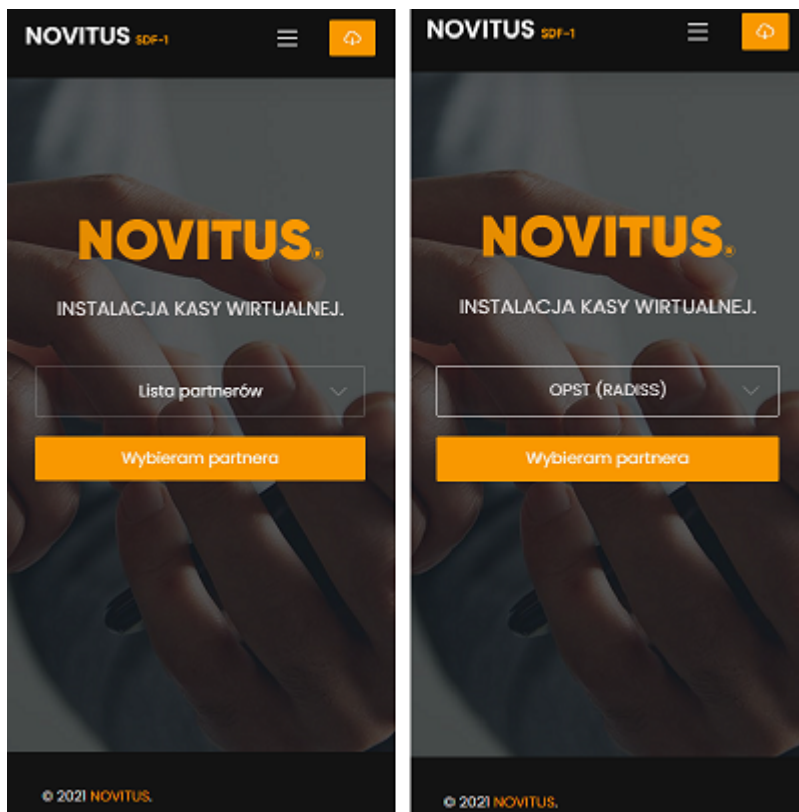 NOVITUS SDF-1
NOVITUS®
INSTALACJA KASY WIRTUALNEJ.
Lista partnerów
Wybieram partnera
© 2021 NOVITUS.
NOVITUS SDF-1
NOVITUS®
INSTALACJA KASY WIRTUALNEJ.
OPST (RADISS)
Wybieram partnera
© 2021 NOVITUS.